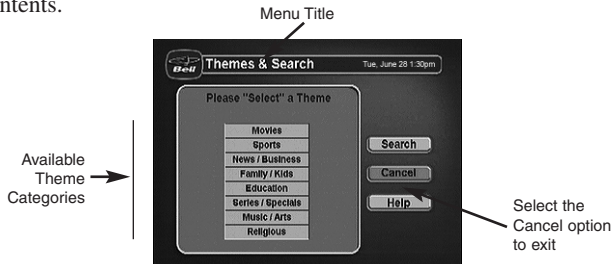 ntents.
Menu Title
Bell
Themes & Search
Tue, June 28 1:30pm
Please "Select" a Theme
Movies
Sports
News / Business
Family / Kids
Education
Series / Specials
Music / Arts
Religious
Search
Cancel
Help
Available
Theme
Categories
Select the
Cancel option
to exit